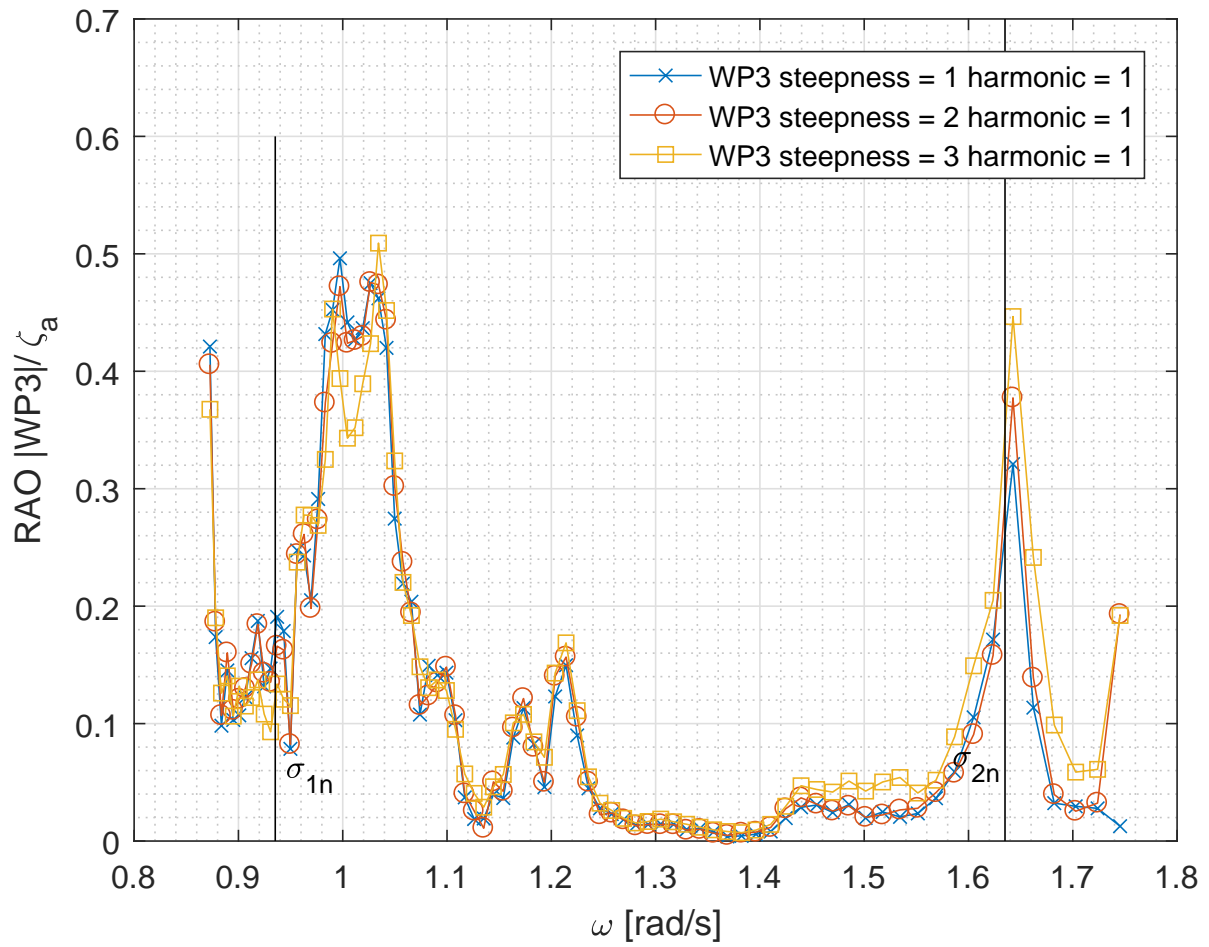 0.7
0.6
0.5
0.4
0.3
0.2
0.1
0
RAO |WP3|/ ζa
WP3 steepness = 1 harmonic = 1
WP3 steepness = 2 harmonic = 1
WP3 steepness = 3 harmonic = 1
σ1n
σ2n
0.8 0.9 1 1.1 1.2 1.3 1.4 1.5 1.6 1.7 1.8
ω [rad/s]